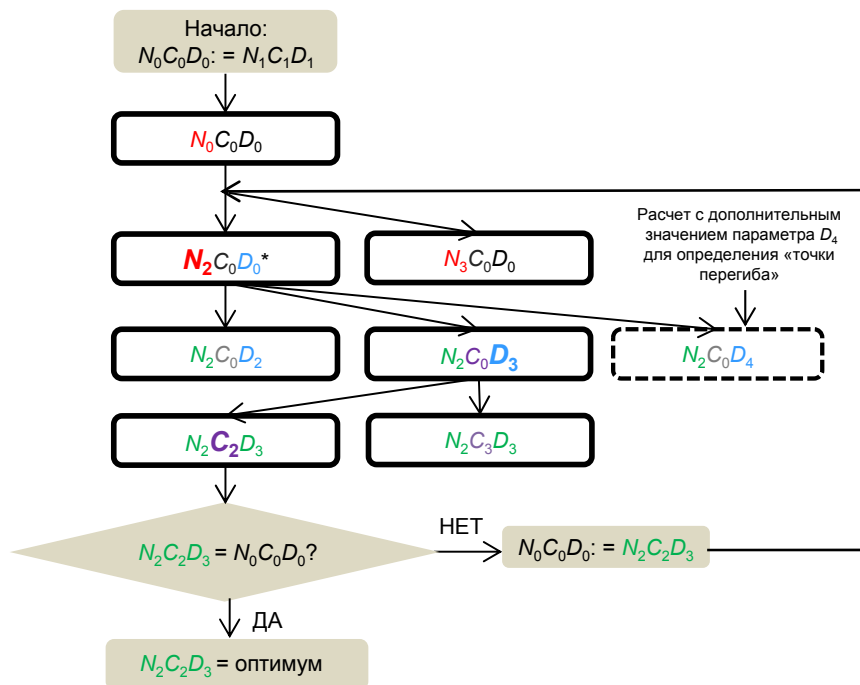 Начало:
N₀C₀D₀: = N₁C₁D₁
N₀C₀D₀
Расчет с дополнительным
значением параметра D₄
для определения «точки
перегиба»
N₂C₀D₀*
N₃C₀D₀
N₂C₀D₂
N₂C₀D₃
N₂C₀D₄
N₂C₂D₃
N₂C₃D₃
N₂C₂D₃ = N₀C₀D₀?
НЕТ
N₀C₀D₀: = N₂C₂D₃
ДА
N₂C₂D₃ = оптимум